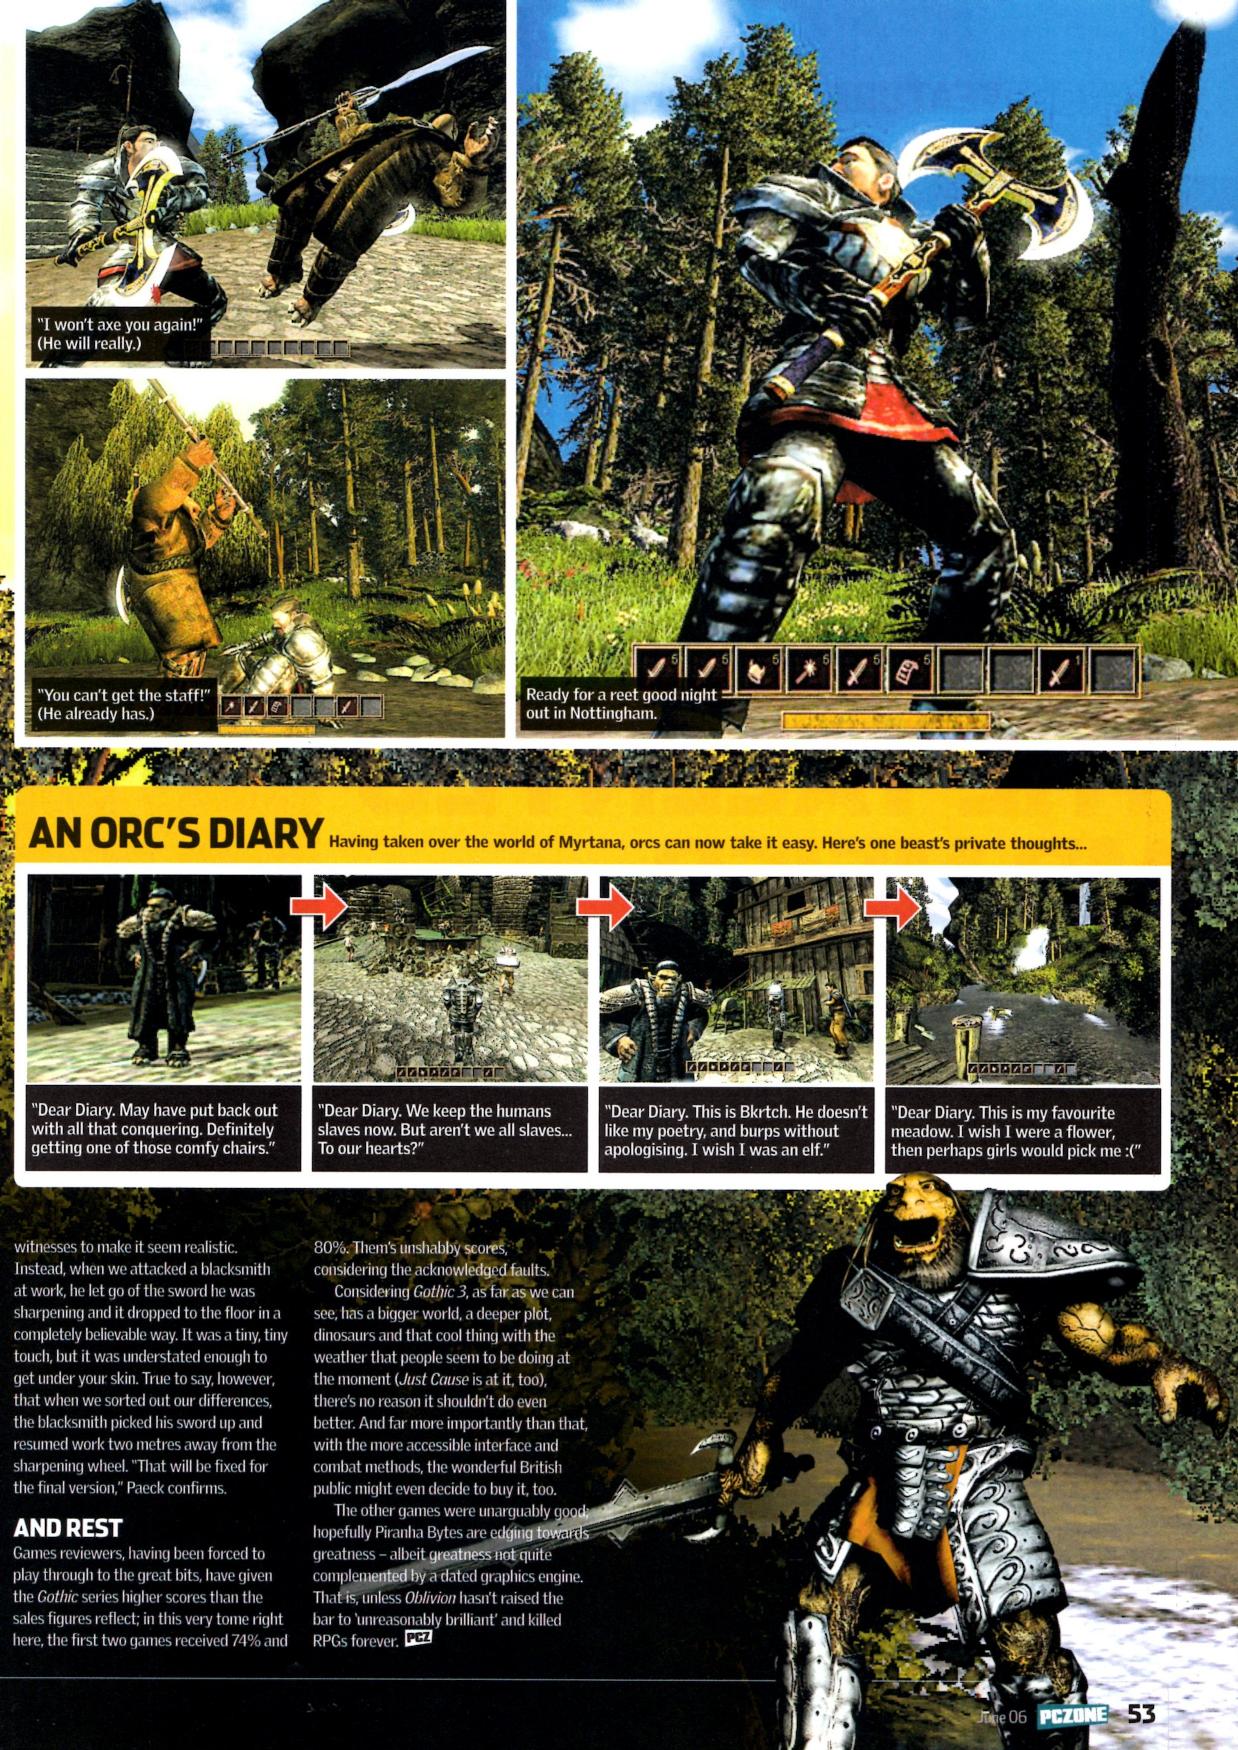 "I won't axe you again!"
(He will really.)
"You can't get the staff!"
(He already has.)
5
5
5
5
5
5
1
Ready for a reet good night
out in Nottingham.
AN ORC'S DIARY Having taken over the world of Myrtana, orcs can now take it easy. Here's one beast's private thoughts...
"Dear Diary. May have put back out
with all that conquering. Definitely
getting one of those comfy chairs."
"Dear Diary. We keep the humans
slaves now. But aren't we all slaves...
To our hearts?"
"Dear Diary. This is Bkrtch. He doesn't
like my poetry, and burps without
apologising. I wish I was an elf."
"Dear Diary. This is my favourite
meadow. I wish I were a flower,
then perhaps girls would pick me :("
witnesses to make it seem realistic.
Instead, when we attacked a blacksmith
at work, he let go of the sword he was
sharpening and it dropped to the floor in a
completely believable way. It was a tiny, tiny
touch, but it was understated enough to
get under your skin. True to say, however,
that when we sorted out our differences,
the blacksmith picked his sword up and
resumed work two metres away from the
sharpening wheel. "That will be fixed for
the final version," Paeck confirms.
AND REST
Games reviewers, having been forced to
play through to the great bits, have given
the Gothic series higher scores than the
sales figures reflect; in this very tome right
here, the first two games received 74% and
80%. Them's unshabby scores,
considering the acknowledged faults.
Considering Gothic 3, as far as we can
see, has a bigger world, a deeper plot,
dinosaurs and that cool thing with the
weather that people seem to be doing at
the moment (Just Cause is at it, too),
there's no reason it shouldn't do even
better. And far more importantly than that,
with the more accessible interface and
combat methods, the wonderful British
public might even decide to buy it, too.
The other games were unarguably good;
hopefully Piranha Bytes are edging towards
greatness – albeit greatness not quite
complemented by a dated graphics engine.
That is, unless Oblivion hasn't raised the
bar to 'unreasonably brilliant' and killed
RPGs forever. PCZ
June 06 PCZONE 53